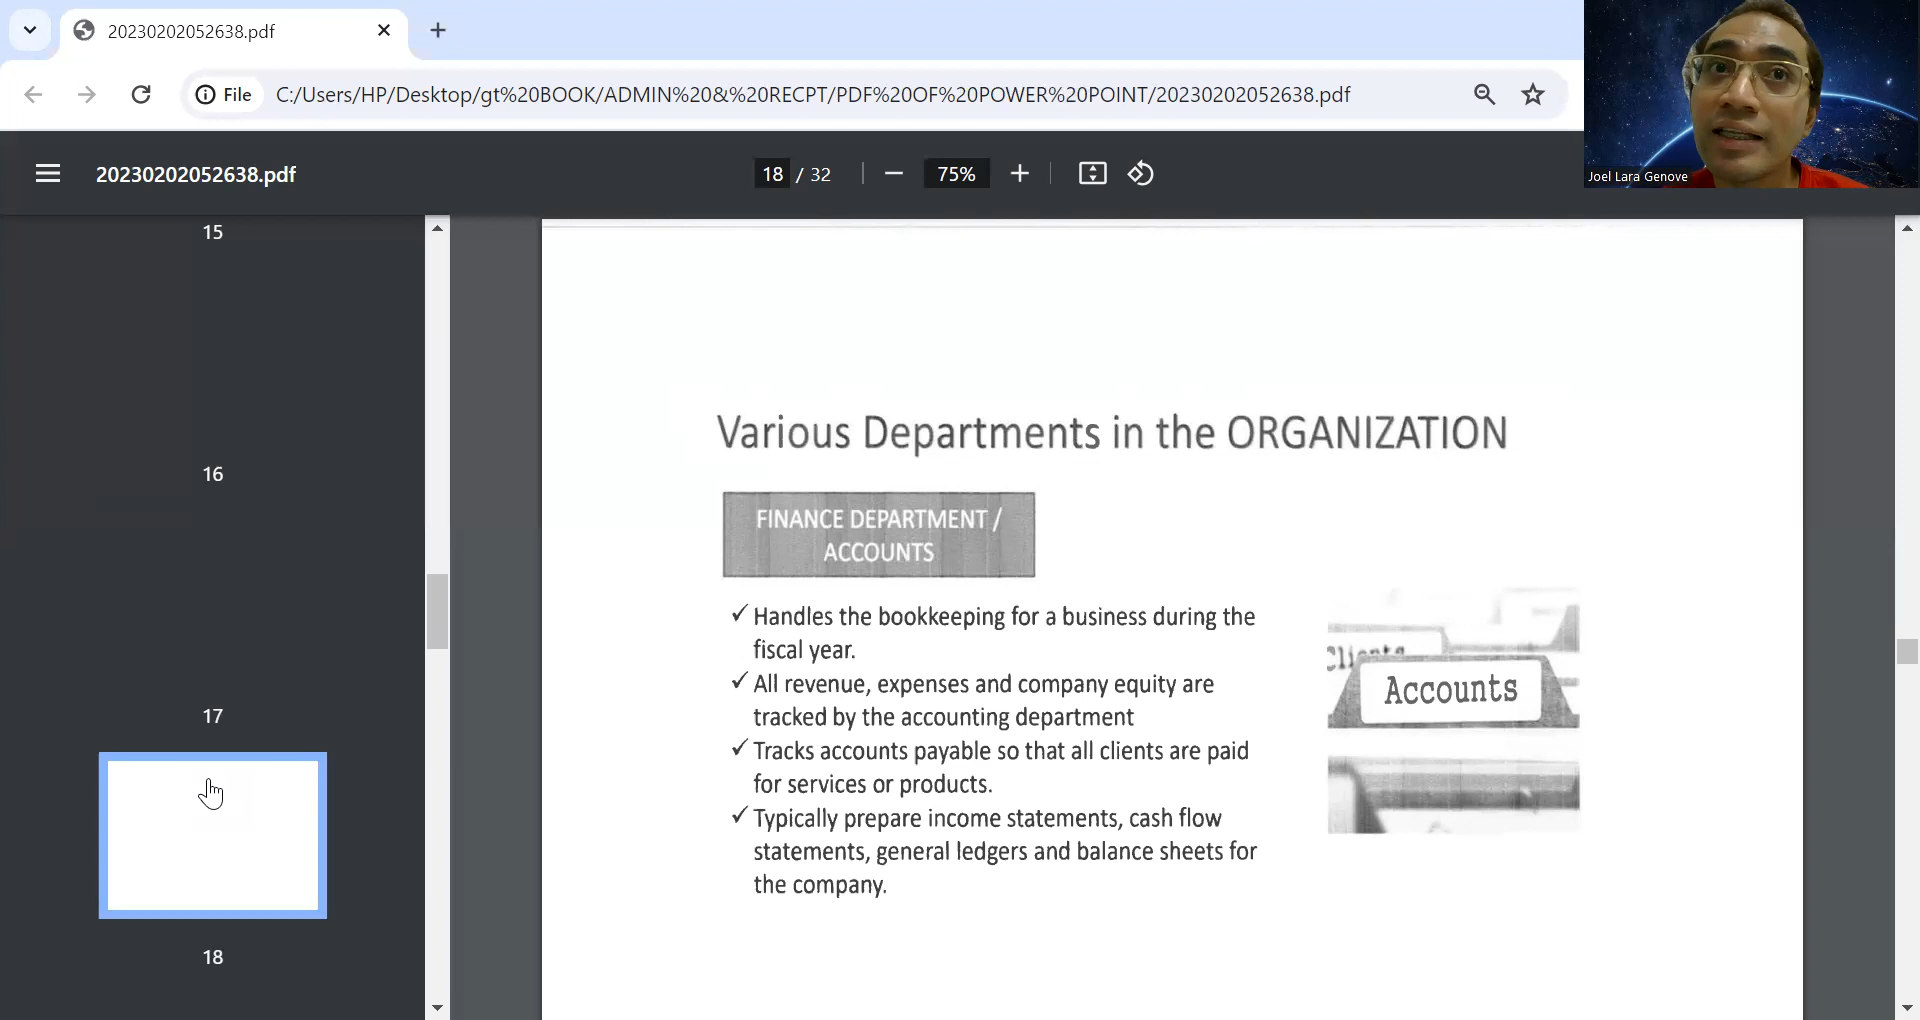 20230202052638.pdf
File
C:/Users/HP/Desktop/gt%20BOOK/ADMIN%20&%20RECPT/PDF%20OF%20POWER%20POINT/20230202052638.pdf
20230202052638.pdf
18 / 32
75%
Joel Lara Genove
15
16
17
18
Various Departments in the ORGANIZATION
FINANCE DEPARTMENT /
ACCOUNTS
✓ Handles the bookkeeping for a business during the
fiscal year.
✓ All revenue, expenses and company equity are
tracked by the accounting department
✓ Tracks accounts payable so that all clients are paid
for services or products.
✓ Typically prepare income statements, cash flow
statements, general ledgers and balance sheets for
the company.
Clients
Accounts